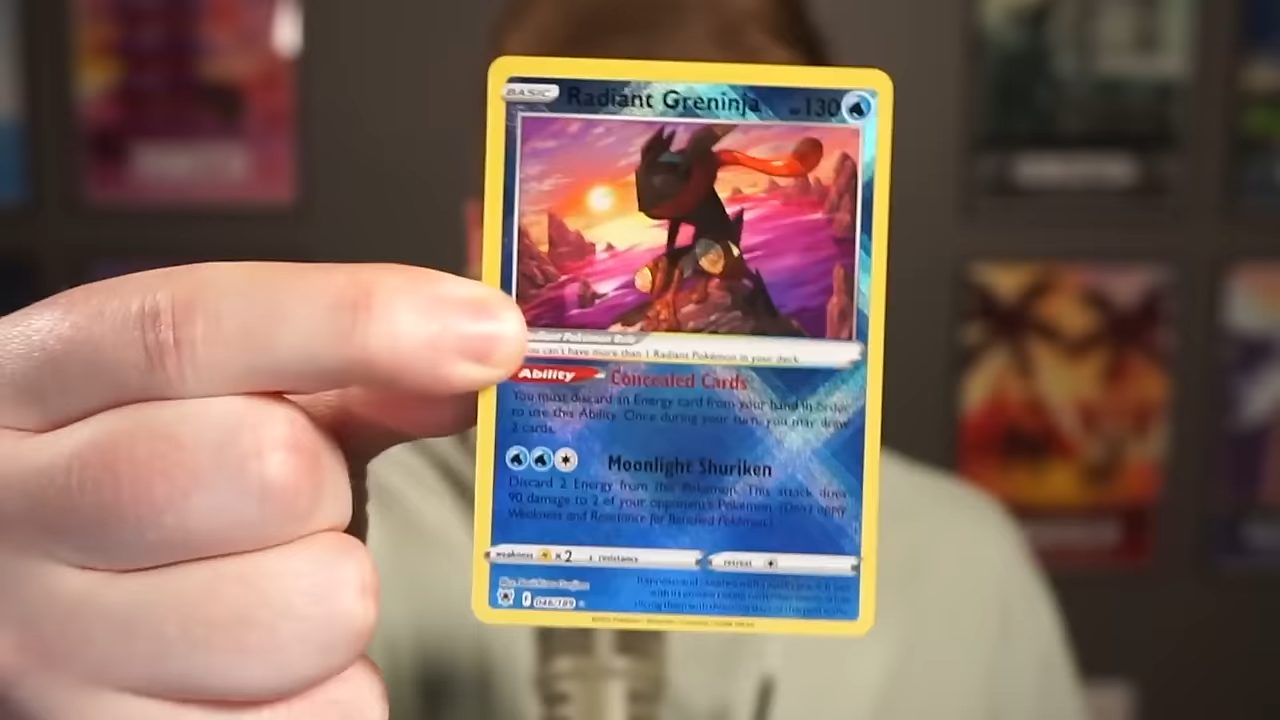 BASIC Radiant Greninja 130
You can't have more than 1 Radiant Pokémon in your deck.
Ability Concealed Cards
You must discard an Energy card from your hand in order
to use this Ability. Once during your turn, you may draw
2 cards.
Moonlight Shuriken
Discard 2 Energy from this Pokémon. This attack does
90 damage to 2 of your opponent's Pokémon. (Don't apply
Weakness and Resistance for Benched Pokémon.)
weakness x2 resistance retreat
F 046/189